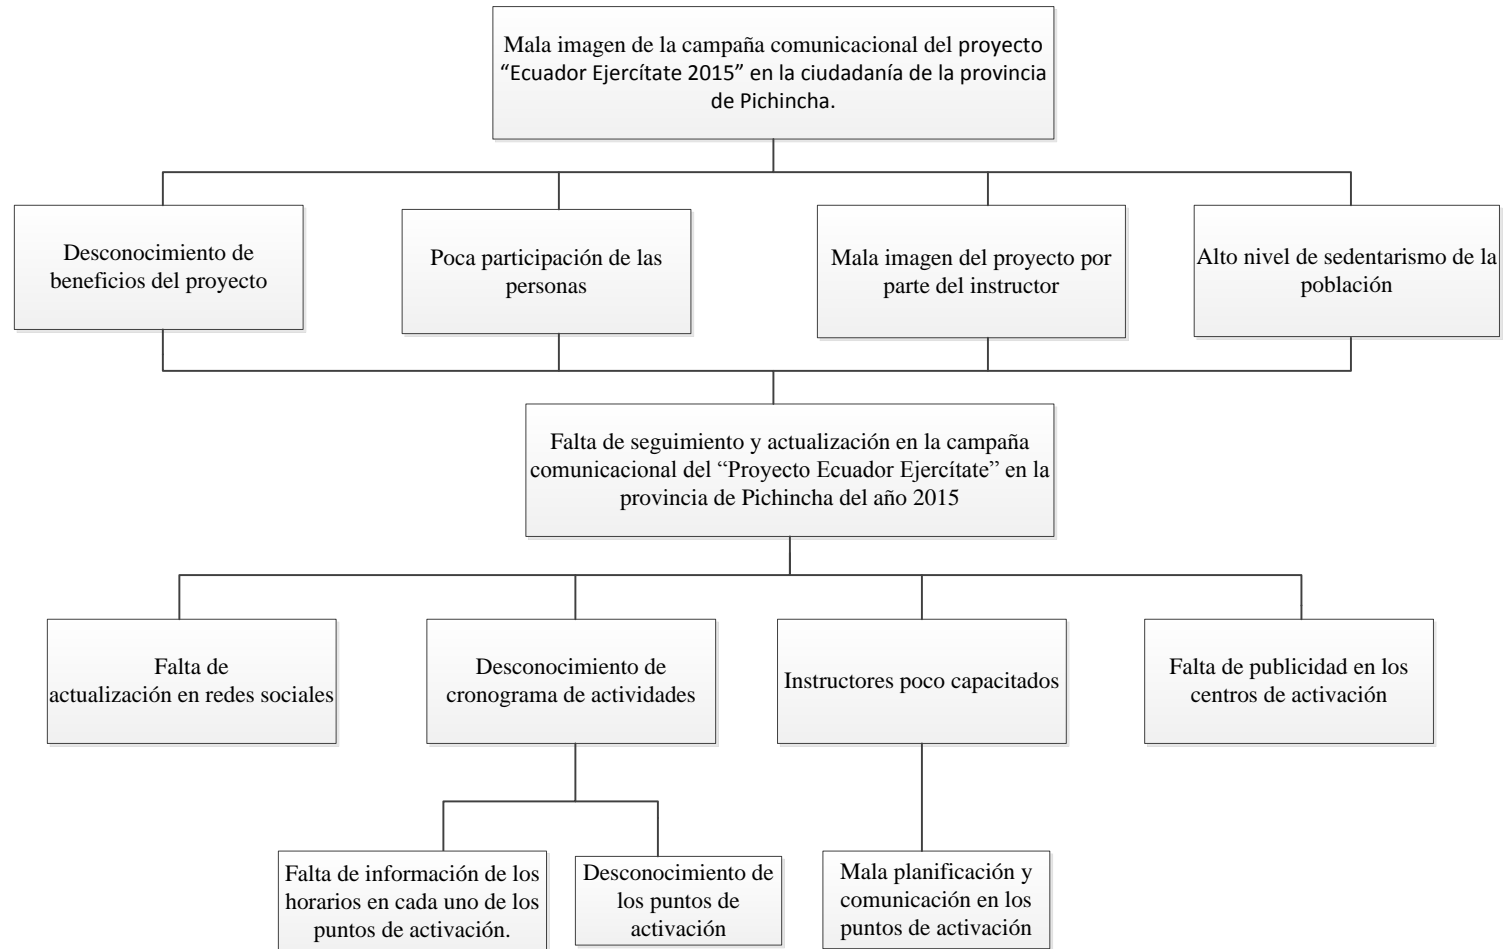 Mala imagen de la campaña comunicacional del proyecto
“Ecuador Ejercítate 2015” en la ciudadanía de la provincia
de Pichincha.
Desconocimiento de
beneficios del proyecto
Poca participación de las
personas
Mala imagen del proyecto por
parte del instructor
Alto nivel de sedentarismo de la
población
Falta de seguimiento y actualización en la campaña
comunicacional del “Proyecto Ecuador Ejercítate” en la
provincia de Pichincha del año 2015
Falta de
actualización en redes sociales
Desconocimiento de
cronograma de actividades
Instructores poco capacitados
Falta de publicidad en los
centros de activación
Falta de información de los
horarios en cada uno de los
puntos de activación.
Desconocimiento de
los puntos de
activación
Mala planificación y
comunicación en los
puntos de activación